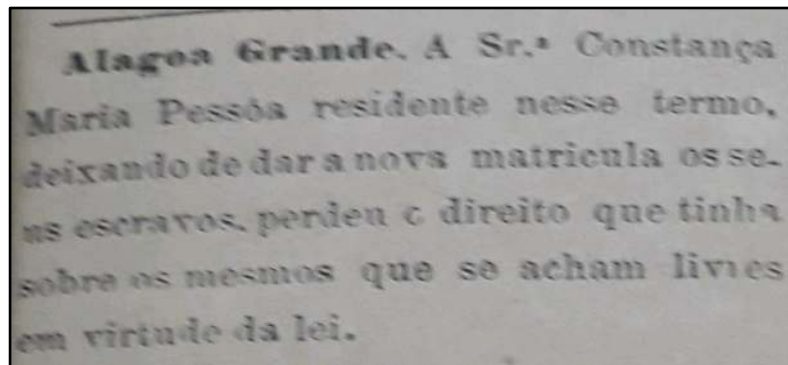 Alagoa Grande. A Sr.ª Constança
Maria Pessôa residente nesse termo,
deixando de dar a nova matricula os se-
us escravos, perdeu o direito que tinha
sobre os mesmos que se acham livres
em virtude da lei.